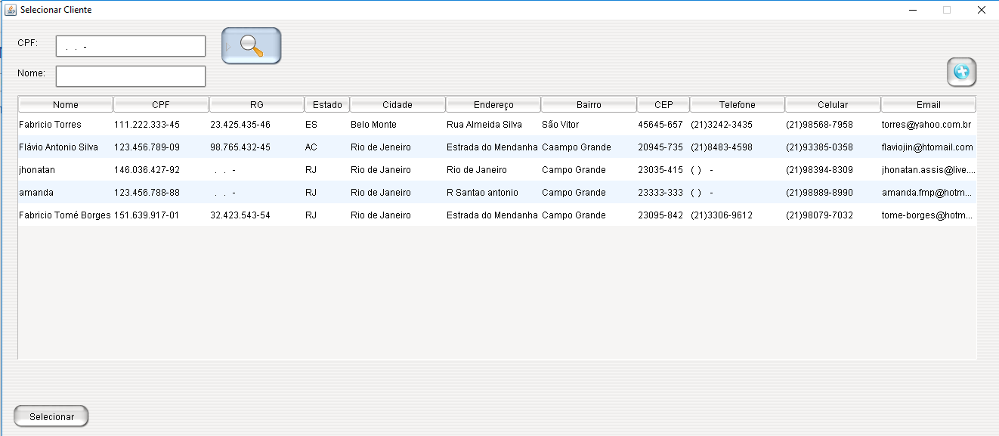 Selecionar Cliente
CPF: . . -
Nome:
Nome CPF RG Estado Cidade Endereço Bairro CEP Telefone Celular Email
Fabricio Torres 111.222.333-45 23.425.435-46 ES Belo Monte Rua Almeida Silva São Vitor 45645-657 (21)3242-3435 (21)98568-7958 torres@yahoo.com.br
Flávio Antonio Silva 123.456.789-09 98.765.432-45 AC Rio de Jeneiro Estrada do Mendanha Caampo Grande 20945-735 (21)8483-4598 (21)93385-0358 flaviojin@htomail.com
jhonatan 146.036.427-92 . . - RJ Rio de Janeiro Rio de Janeiro Campo Grande 23035-415 ( ) - (21)98394-8309 jhonatan.assis@live....
amanda 123.456.788-88 . . - RJ Rio de Janeiro R Santao antonio Campo Grande 23333-333 ( ) - (21)98989-8990 amanda.fmp@hotm...
Fabricio Tomé Borges 151.639.917-01 32.423.543-54 RJ Rio de Janeiro Estrada do Mendanha Campo Grande 23095-842 (21)3306-9612 (21)98079-7032 tome-borges@hotm...
Selecionar